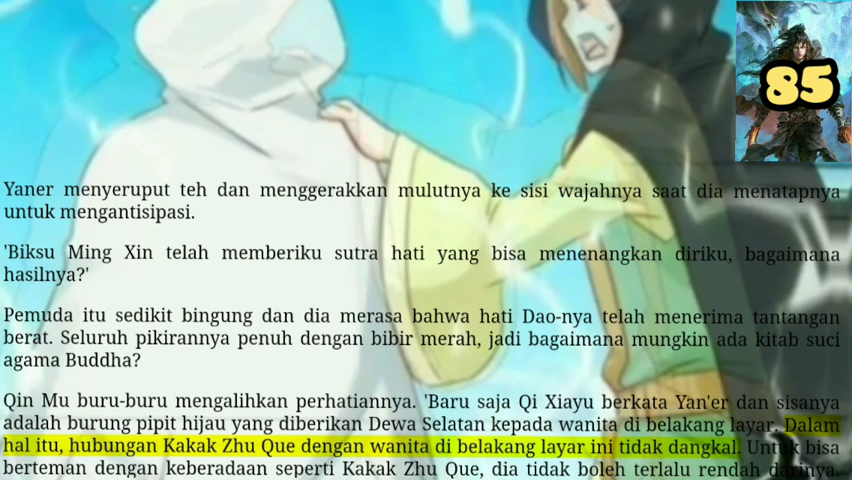 85
Yaner menyeruput teh dan menggerakkan mulutnya ke sisi wajahnya saat dia menatapnya
untuk mengantisipasi.
'Biksu Ming Xin telah memberiku sutra hati yang bisa menenangkan diriku, bagaimana
hasilnya?'
Pemuda itu sedikit bingung dan dia merasa bahwa hati Dao-nya telah menerima tantangan
berat. Seluruh pikirannya penuh dengan bibir merah, jadi bagaimana mungkin ada kitab suci
agama Buddha?
Qin Mu buru-buru mengalihkan perhatiannya. 'Baru saja Qi Xiayu berkata Yan'er dan sisanya
adalah burung pipit hijau yang diberikan Dewa Selatan kepada wanita di belakang layar. Dalam
hal itu, hubungan Kakak Zhu Que dengan wanita di belakang layar ini tidak dangkal. Untuk bisa
berteman dengan keberadaan seperti Kakak Zhu Que, dia tidak boleh terlalu rendah darinya.